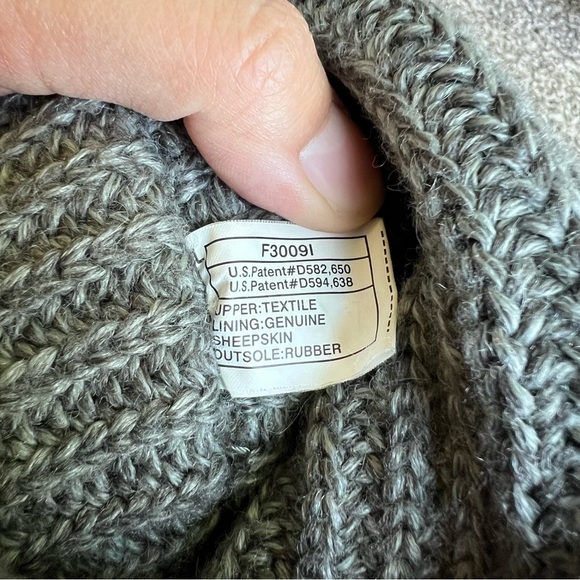 F3009I
U.S.Patent#D582,650
U.S.Patent#D594,638
UPPER:TEXTILE
LINING:GENUINE
SHEEPSKIN
OUTSOLE:RUBBER